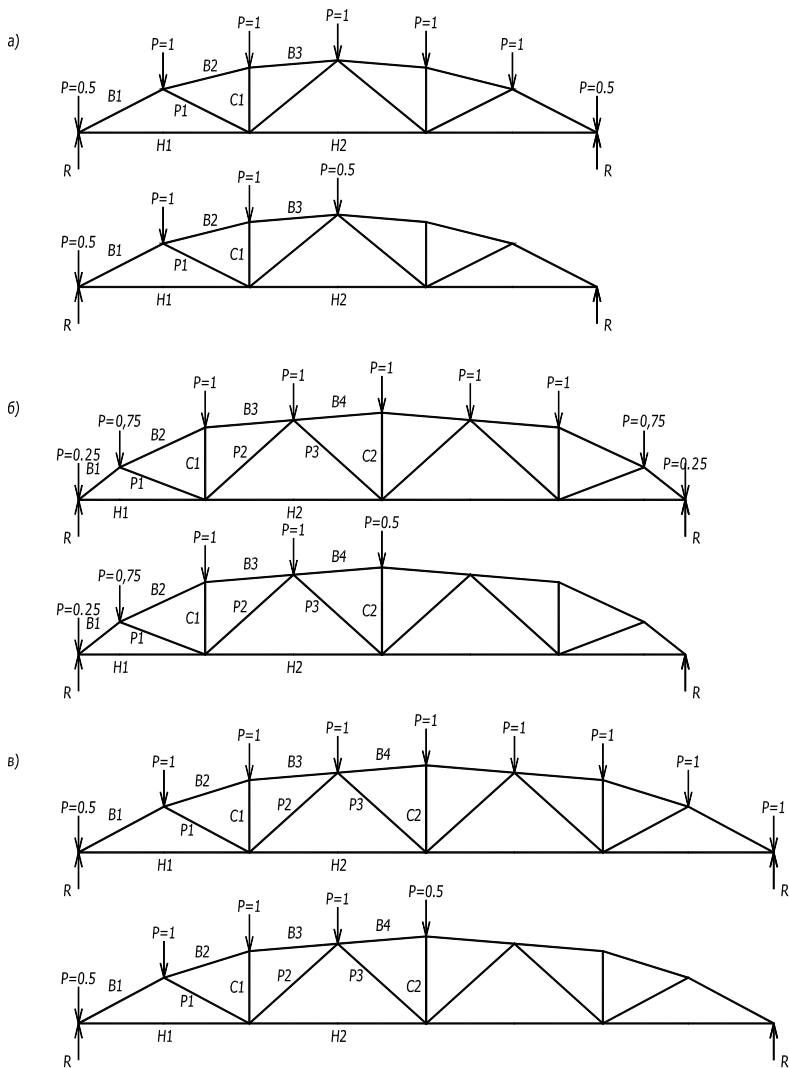 а)
P=1
P=1 P=1
B3
P=1 B2 P=1
P=0.5 B1 P=0.5
P1 C1
H1 H2
R R
P=0.5
P=1
P=1 B2 B3
P=0.5 B1
P1 C1
H1 H2
R R
б)
P=1
P=1 P=1 P=1 P=1
B4
B3
P=0,75 B2 P=0,75
P=0.25 B1 P1 C1 P2 P3 C2 P=0.25
H1 H2
R R
P=0.5
P=1 P=1
B4
B3
P=0,75 B2
P=0.25 B1 P1 C1 P2 P3 C2
H1 H2
R R
в)
P=1
P=1 P=1 P=1 P=1
B4
B3
P=1 B2 P=1
P=0.5 B1 P=1
P1 C1 P2 P3 C2
H1 H2
R R
P=0.5
P=1 P=1
B4
B3
P=1 B2
P=0.5 B1
P1 C1 P2 P3 C2
H1 H2
R R